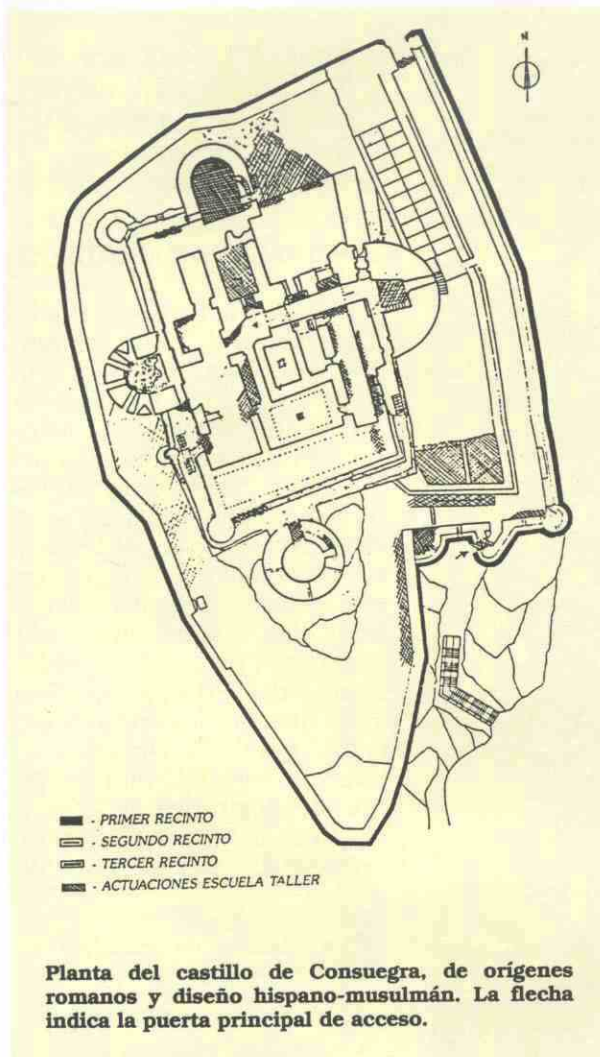 N
- PRIMER RECINTO
- SEGUNDO RECINTO
- TERCER RECINTO
- ACTUACIONES ESCUELA TALLER
Planta del castillo de Consuegra, de orígenes
romanos y diseño hispano-musulmán. La flecha
indica la puerta principal de acceso.